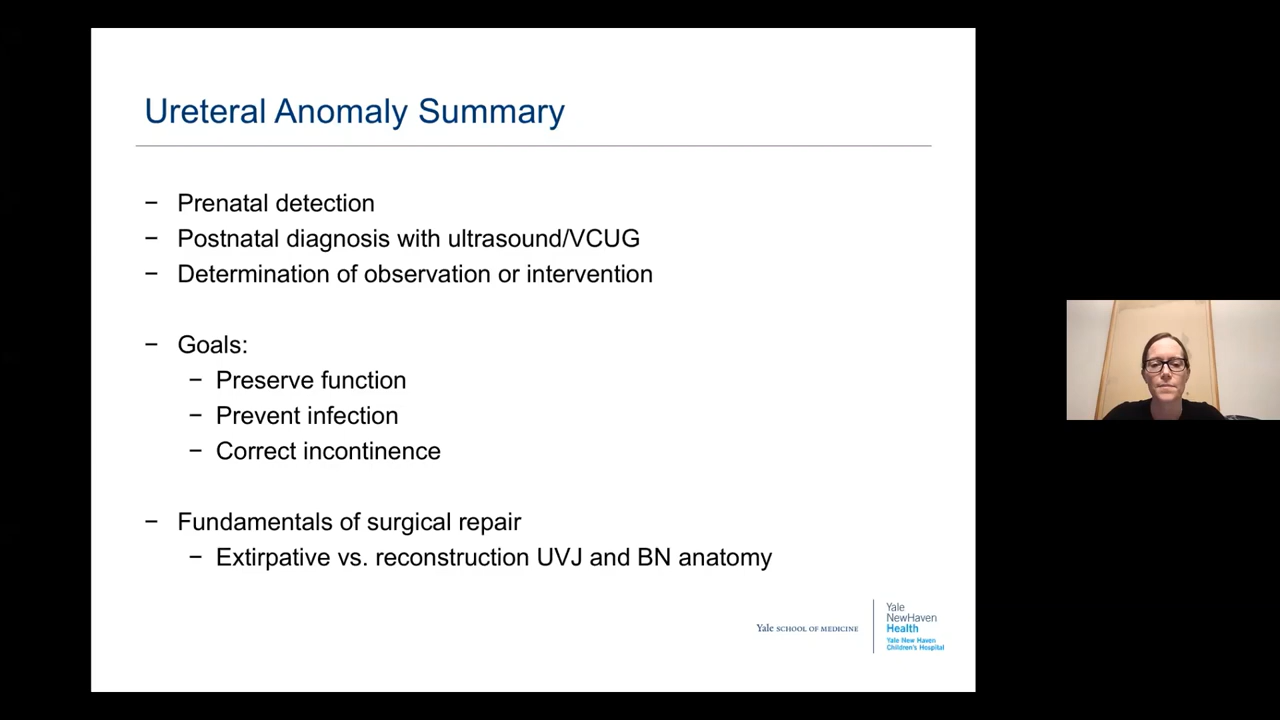 Ureteral Anomaly Summary
− Prenatal detection
− Postnatal diagnosis with ultrasound/VCUG
− Determination of observation or intervention
− Goals:
− Preserve function
− Prevent infection
− Correct incontinence
− Fundamentals of surgical repair
− Extirpative vs. reconstruction UVJ and BN anatomy
Yale SCHOOL OF MEDICINE
Yale
NewHaven
Health
Yale New Haven
Children's Hospital